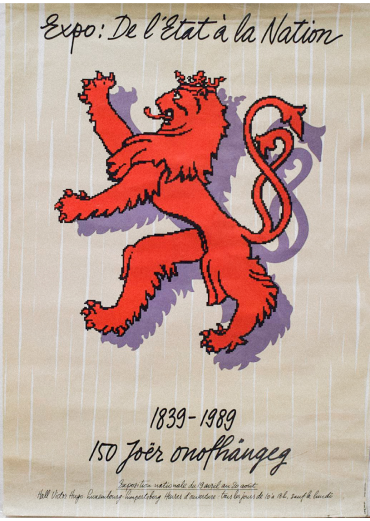 Expo: De l'Etat à la Nation
1839-1989
150 Joër onofhängeg
Exposition nationale du 19 avril au 20 août
Hall Victor Hugo Luxembourg-Limpertsberg Heures d'ouverture: tous les jours de 10 à 18h. sauf le lundi